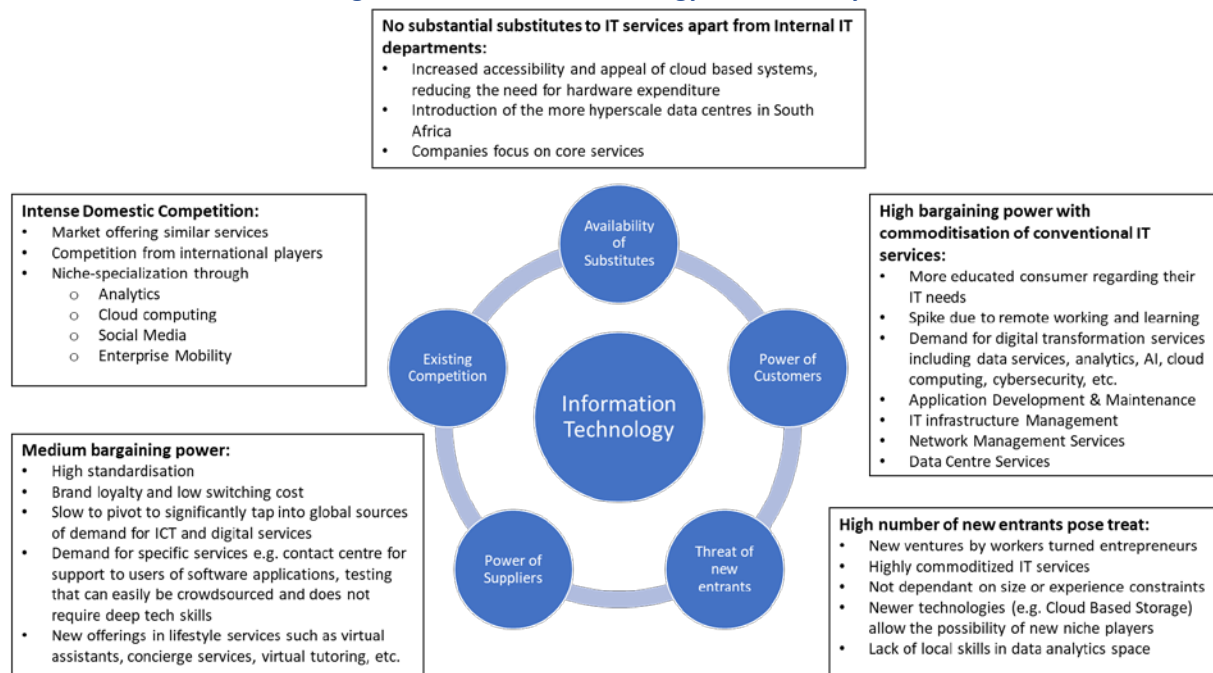 No substantial substitutes to IT services apart from Internal IT
departments:
• Increased accessibility and appeal of cloud based systems,
reducing the need for hardware expenditure
• Introduction of the more hyperscale data centres in South
Africa
• Companies focus on core services
Intense Domestic Competition:
• Market offering similar services
• Competition from international players
• Niche-specialization through
o Analytics
o Cloud computing
o Social Media
o Enterprise Mobility
Availability
of
Substitutes
High bargaining power with
commoditisation of conventional IT
services:
• More educated consumer regarding their
IT needs
• Spike due to remote working and learning
• Demand for digital transformation services
including data services, analytics, AI, cloud
computing, cybersecurity, etc.
• Application Development & Maintenance
• IT infrastructure Management
• Network Management Services
• Data Centre Services
Existing
Competition
Information
Technology
Power of
Customers
Medium bargaining power:
• High standardisation
• Brand loyalty and low switching cost
• Slow to pivot to significantly tap into global sources
of demand for ICT and digital services
• Demand for specific services e.g. contact centre for
support to users of software applications, testing
that can easily be crowdsourced and does not
require deep tech skills
• New offerings in lifestyle services such as virtual
assistants, concierge services, virtual tutoring, etc.
Power of
Suppliers
Threat of
new
entrants
High number of new entrants pose treat:
• New ventures by workers turned entrepreneurs
• Highly commoditized IT services
• Not dependant on size or experience constraints
• Newer technologies (e.g. Cloud Based Storage)
allow the possibility of new niche players
• Lack of local skills in data analytics space